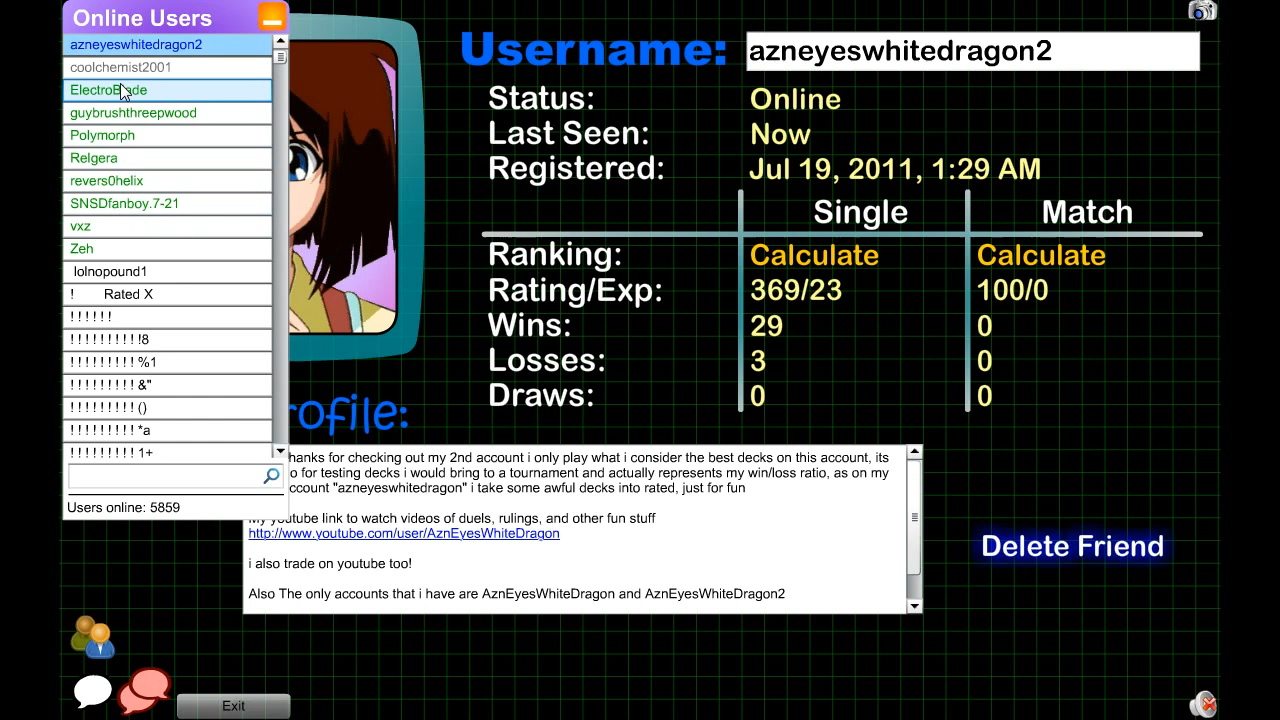 Online Users
azneyeswhitedragon2
coolchemist2001
guybrushthreepwood
Polymorph
Relgera
revers0helix
SNSDfanboy.7-21
vxz
Zeh
lolnopound1
! Rated X
! ! ! ! ! !
! ! ! ! ! ! ! ! ! !8
! ! ! ! ! ! ! ! ! ! %1
! ! ! ! ! ! ! ! ! ! &"
! ! ! ! ! ! ! ! ! ! ()
! ! ! ! ! ! ! ! ! ! *a
! ! ! ! ! ! ! ! ! ! 1+
Users online: 5859
Username: azneyeswhitedragon2
Status: Online
Last Seen: Now
Registered: Jul 19, 2011, 1:29 AM
Single Match
Ranking: Calculate Calculate
Rating/Exp: 369/23 100/0
Wins: 29 0
Losses: 3 0
Draws: 0 0
rofile:
hanks for checking out my 2nd account i only play what i consider the best decks on this account, its
o for testing decks i would bring to a tournament and actually represents my win/loss ratio, as on my
ccount "azneyeswhitedragon" i take some awful decks into rated, just for fun
My youtube link to watch videos of duels, rulings, and other fun stuff
http://www.youtube.com/user/AznEyesWhiteDragon
i also trade on youtube too!
Also The only accounts that i have are AznEyesWhiteDragon and AznEyesWhiteDragon2
Delete Friend
Exit